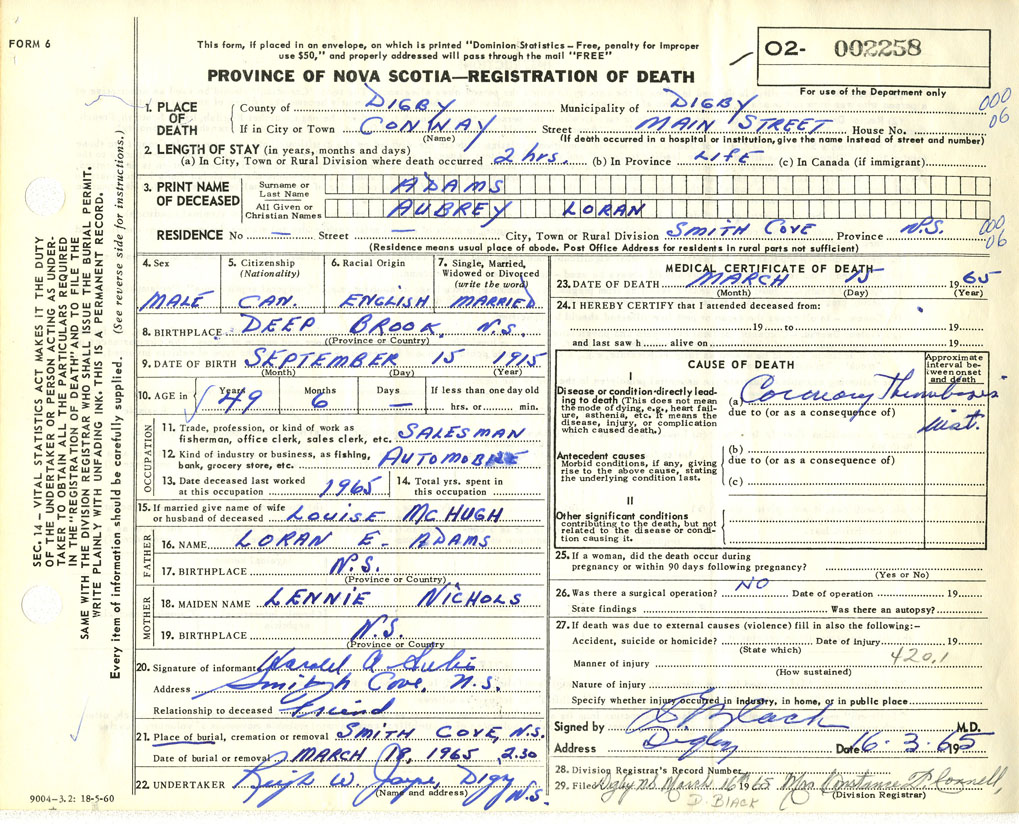 FORM 6
This form, if placed in an envelope, on which is printed "Dominion Statistics – Free, penalty for improper
use $50," and properly addressed will pass through the mail "FREE"
PROVINCE OF NOVA SCOTIA—REGISTRATION OF DEATH
02- 002258
For use of the Department only
1. PLACE OF DEATH County of DIGBY Municipality of DIGBY 000 06
If in City or Town CONWAY Street MAIN STREET House No.
(Name) (If death occurred in a hospital or institution, give the name instead of street and number)
2. LENGTH OF STAY (in years, months and days)
(a) In City, Town or Rural Division where death occurred 2 hrs. (b) In Province LIFE (c) In Canada (if immigrant)
3. PRINT NAME OF DECEASED Surname or Last Name ADAMS
All Given or Christian Names AUBREY LORAN
RESIDENCE No — Street — City, Town or Rural Division SMITH COVE Province N.S. 000 06
(Residence means usual place of abode. Post Office Address for residents in rural parts not sufficient)
4. Sex 5. Citizenship (Nationality) 6. Racial Origin 7. Single, Married, Widowed or Divorced (write the word)
MALE CAN. ENGLISH MARRIED
8. BIRTHPLACE DEEP BROOK, N.S.
((Province or Country)
9. DATE OF BIRTH SEPTEMBER 15 1915
(Month) (Day) (Year)
10. AGE in Years Months Days If less than one day old
49 6 — hrs. or min.
OCCUPATION
11. Trade, profession, or kind of work as
fisherman, office clerk, sales clerk, etc. SALESMAN
12. Kind of industry or business, as fishing,
bank, grocery store, etc. AUTOMOBILE
13. Date deceased last worked at this occupation 1965 14. Total yrs. spent in this occupation
15. If married give name of wife
or husband of deceased LOUISE MCHUGH
FATHER
16. NAME LORAN E. ADAMS
17. BIRTHPLACE N.S.
(Province or Country)
MOTHER
18. MAIDEN NAME LENNIE NICHOLS
19. BIRTHPLACE N.S.
(Province or Country
20. Signature of informant
Address Smith Cove, N.S.
Relationship to deceased Friend
21. Place of burial, cremation or removal SMITH COVE, N.S.
Date of burial or removal MARCH 18, 1965 2.30
22. UNDERTAKER W. Jayne, Digby N.S.
(Name and address)
9004-3.2: 18-5-60
MEDICAL CERTIFICATE OF DEATH
23. DATE OF DEATH MARCH 15 1965
(Month) (Day) (Year)
24. I HEREBY CERTIFY that I attended deceased from:
19 to 19
and last saw h alive on 19
CAUSE OF DEATH
Approximate interval between onset and death
I
Disease or condition directly leading to death (This does not mean the mode of dying, e.g., heart failure, asthenia, etc. It means the disease, injury, or complication which caused death.)
(a) Coronary Thrombosis inst.
due to (or as a consequence of)
Antecedent causes
Morbid conditions, if any, giving rise to the above cause, stating the underlying condition last.
(b)
due to (or as a consequence of)
(c)
II
Other significant conditions
contributing to the death, but not related to the disease or condition causing it.
25. If a woman, did the death occur during
pregnancy or within 90 days following pregnancy?
(Yes or No)
26. Was there a surgical operation? NO Date of operation 19
State findings Was there an autopsy?
27. If death was due to external causes (violence) fill in also the following:–
Accident, suicide or homicide? Date of injury 19
(State which) 420.1
Manner of injury
(How sustained)
Nature of injury
Specify whether injury occurred in industry, in home, or in public place
Signed by Black M.D.
Address Digby Date 16.3.65 19
28. Division Registrar's Record Number
29. Filed Digby NS March 16 1965 Mrs Constance
D. BLACK (Division Registrar)
SEC. 14 – VITAL STATISTICS ACT MAKES IT THE DUTY
OF THE UNDERTAKER OR PERSON ACTING AS UNDER-
TAKER TO OBTAIN ALL THE PARTICULARS REQUIRED
IN THE "REGISTRATION OF DEATH" AND TO FILE THE
SAME WITH THE DIVISION REGISTRAR WHO SHALL ISSUE THE BURIAL PERMIT.
WRITE PLAINLY WITH UNFADING INK. THIS IS A PERMANENT RECORD.
Every item of information should be carefully supplied. (See reverse side for instructions.)